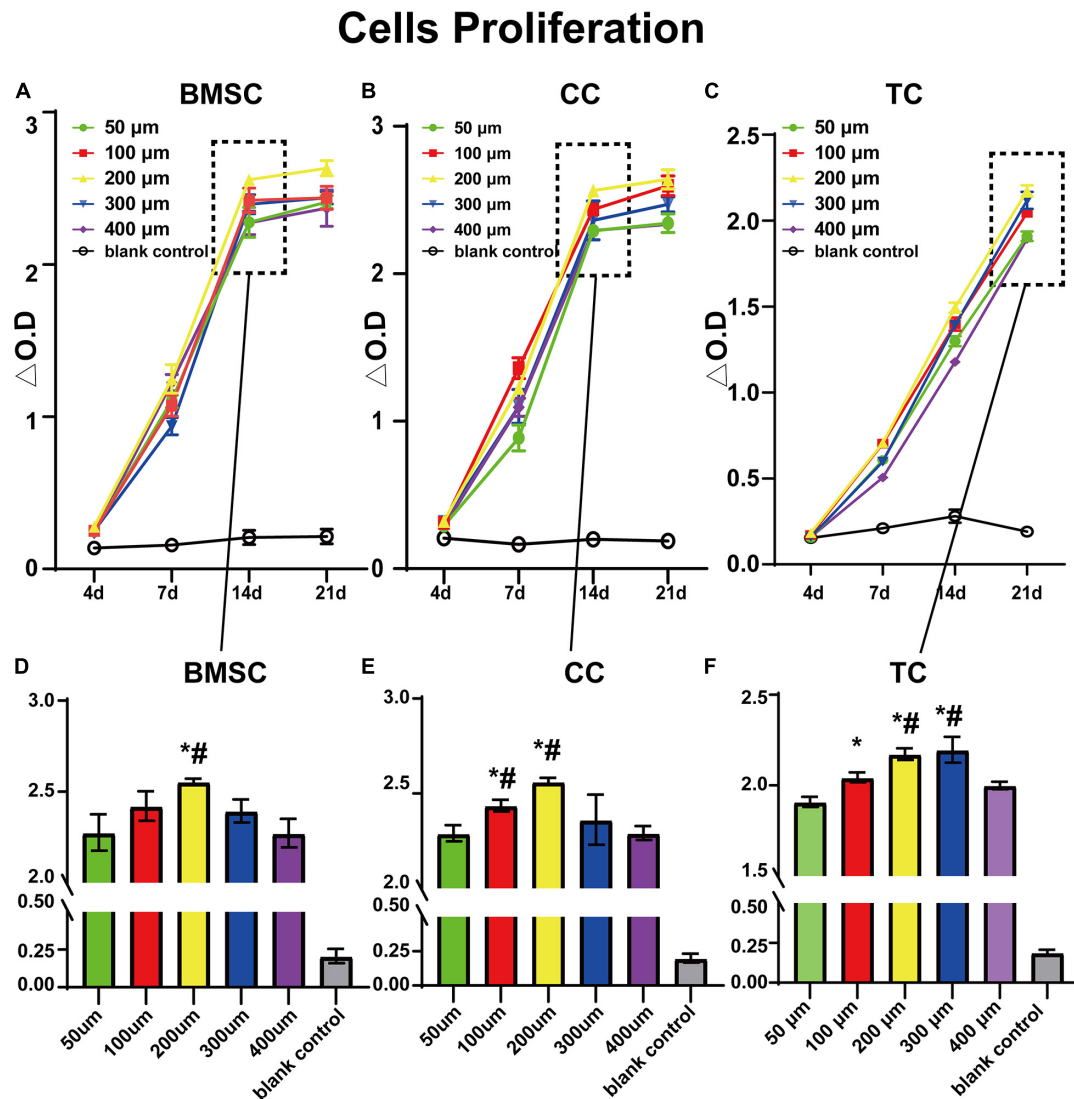 Cells Proliferation
A
BMSC
3
2
1
0
△O.D
50 μm
100 μm
200 μm
300 μm
400 μm
blank control
4d 7d 14d 21d
B
CC
3
2
1
0
△O.D
50 μm
100 μm
200 μm
300 μm
400 μm
blank control
4d 7d 14d 21d
C
TC
2.5
2.0
1.5
1.0
0.5
0.0
△O.D
50 μm
100 μm
200 μm
300 μm
400 μm
blank control
4d 7d 14d 21d
D
BMSC
3.0
2.5
2.0
0.50
0.25
0.00
*#
50um 100um 200um 300um 400um blank control
E
CC
3.0
2.5
2.0
0.50
0.25
0.00
*# *#
50um 100um 200um 300um 400um blank control
F
TC
2.5
2.0
1.5
0.50
0.25
0.00
* *# *#
50 μm 100 μm 200 μm 300 μm 400 μm blank control